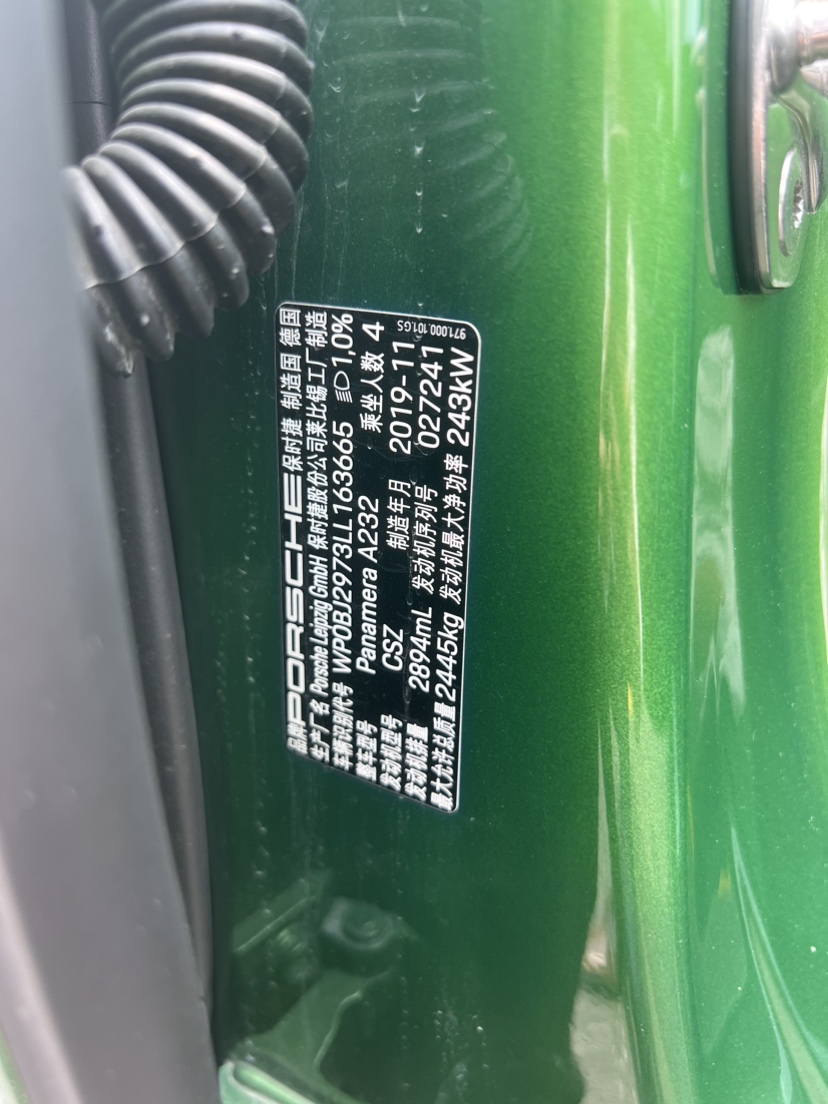 品牌 PORSCHE 保时捷 制造国 德国
生产厂名 Porsche Leipzig GmbH 保时捷股份公司莱比锡工厂制造
车辆识别代号 WP0BJ2973LL163665 1,0%
整车型号 Panamera A232 乘坐人数 4
发动机型号 CSZ 制造年月 2019-11
发动机排量 2894mL 发动机序列号 027241
最大允许总质量 2445kg 发动机最大净功率 243kW
971.000.101.GS